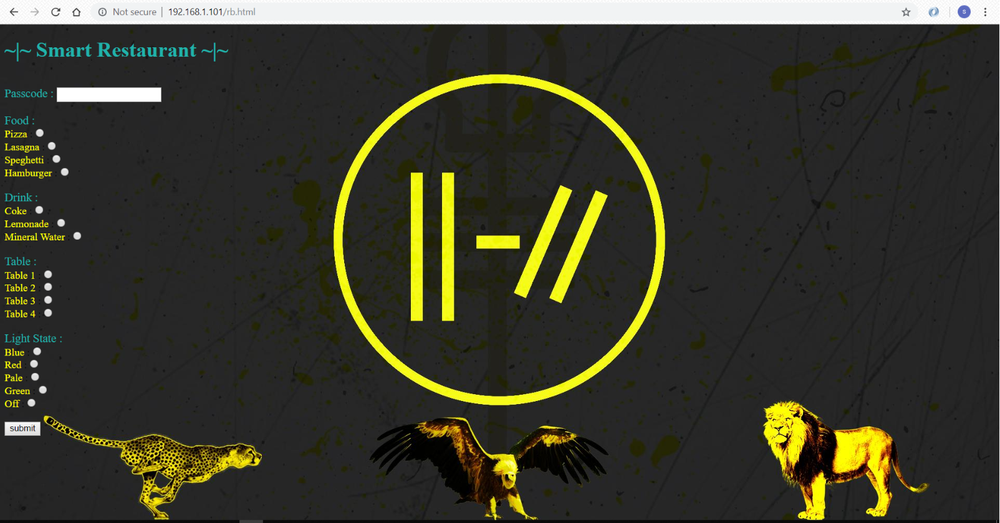 Not secure | 192.168.1.101/rb.html
S
~|~ Smart Restaurant ~|~
Passcode :
Food :
Pizza :
Lasagna :
Speghetti :
Hamburger :
Drink :
Coke :
Lemonade :
Mineral Water :
Table :
Table 1 :
Table 2 :
Table 3 :
Table 4 :
Light State :
Blue :
Red :
Pale :
Green :
Off :
submit